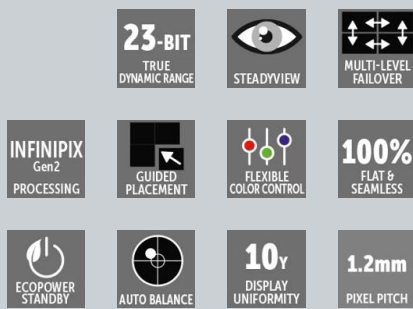 23-BIT
TRUE
DYNAMIC RANGE
STEADYVIEW
MULTI-LEVEL
FAILOVER
INFINIPIX
Gen2
PROCESSING
GUIDED
PLACEMENT
FLEXIBLE
COLOR CONTROL
100%
FLAT &
SEAMLESS
ECOPOWER
STANDBY
AUTO BALANCE
10Y
DISPLAY
UNIFORMITY
1.2mm
PIXEL PITCH